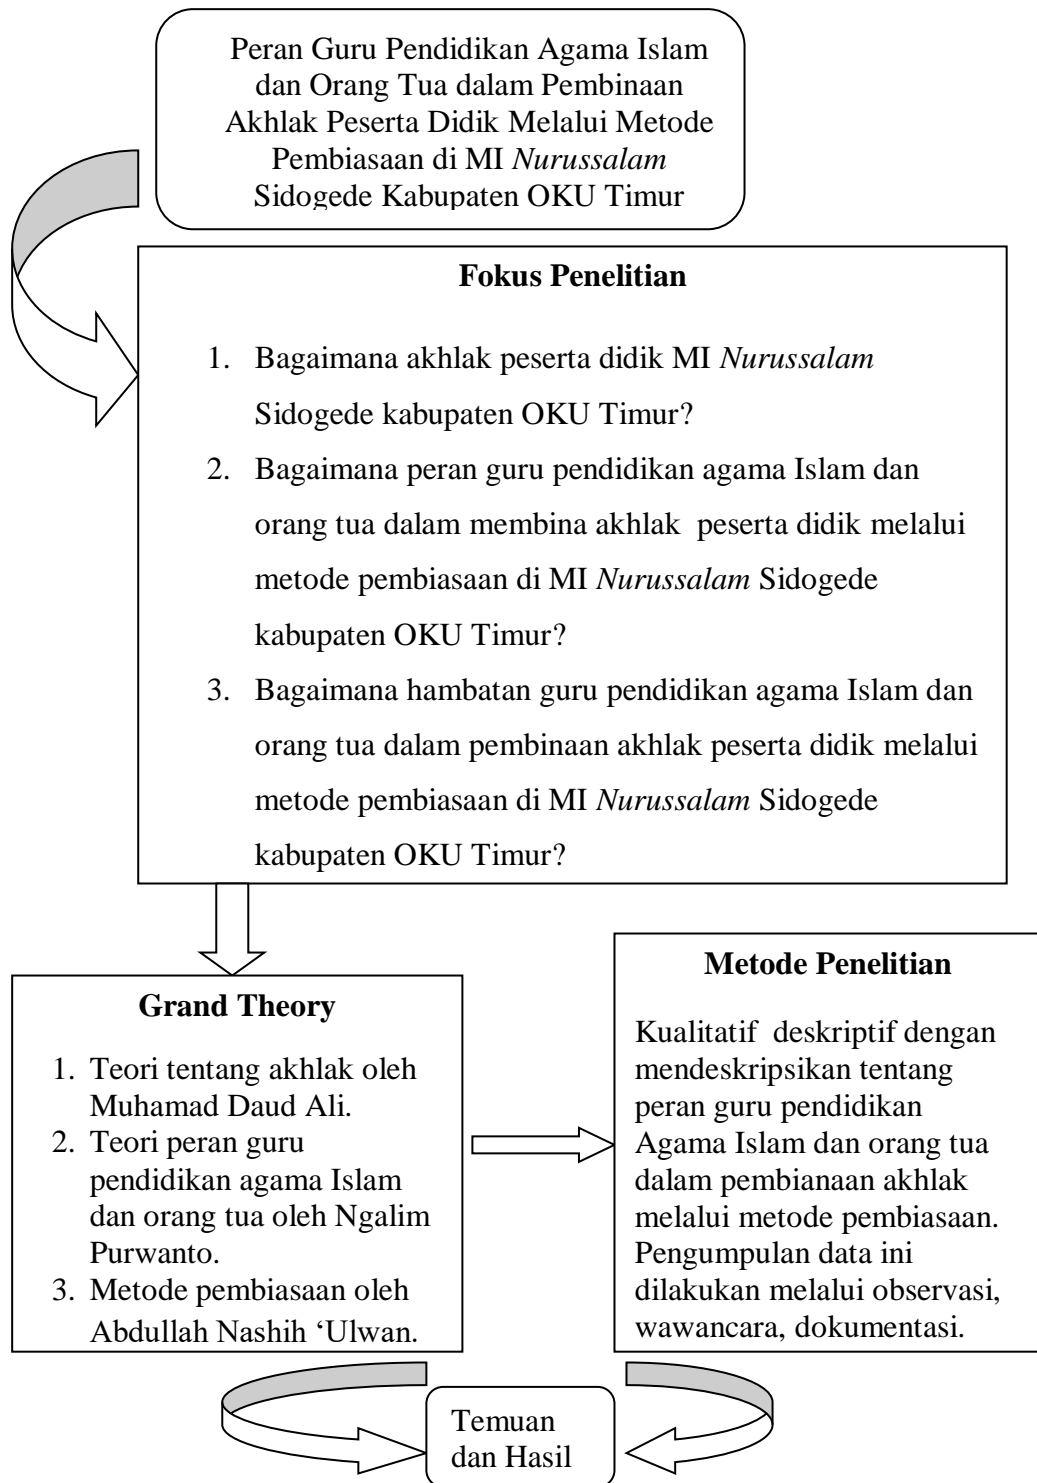 Peran Guru Pendidikan Agama Islam
dan Orang Tua dalam Pembinaan
Akhlak Peserta Didik Melalui Metode
Pembiasaan di MI Nurussalam
Sidogede Kabupaten OKU Timur
Fokus Penelitian
1. Bagaimana akhlak peserta didik MI Nurussalam
Sidogede kabupaten OKU Timur?
2. Bagaimana peran guru pendidikan agama Islam dan
orang tua dalam membina akhlak peserta didik melalui
metode pembiasaan di MI Nurussalam Sidogede
kabupaten OKU Timur?
3. Bagaimana hambatan guru pendidikan agama Islam dan
orang tua dalam pembinaan akhlak peserta didik melalui
metode pembiasaan di MI Nurussalam Sidogede
kabupaten OKU Timur?
Grand Theory
1. Teori tentang akhlak oleh
Muhamad Daud Ali.
2. Teori peran guru
pendidikan agama Islam
dan orang tua oleh Ngalim
Purwanto.
3. Metode pembiasaan oleh
Abdullah Nashih ‘Ulwan.
Metode Penelitian
Kualitatif deskriptif dengan
mendeskripsikan tentang
peran guru pendidikan
Agama Islam dan orang tua
dalam pembianaan akhlak
melalui metode pembiasaan.
Pengumpulan data ini
dilakukan melalui observasi,
wawancara, dokumentasi.
Temuan
dan Hasil